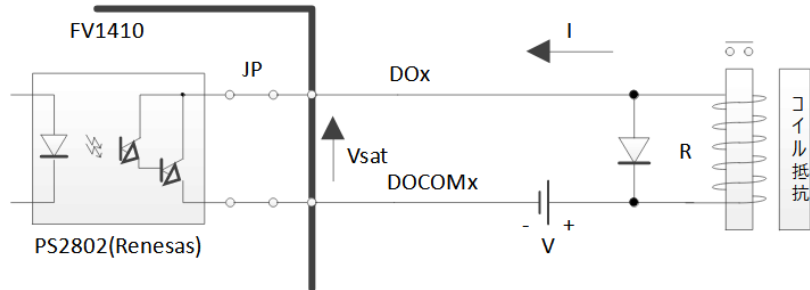 FV1410
I
JP
DOx
Vsat
R
コイル抵抗
DOCOMx
- +
V
PS2802(Renesas)